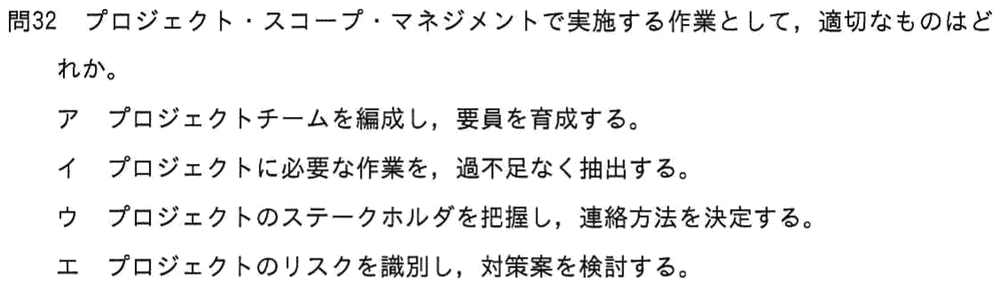 問32 プロジェクト・スコープ・マネジメントで実施する作業として，適切なものはど
れか。
ア プロジェクトチームを編成し，要員を育成する。
イ プロジェクトに必要な作業を，過不足なく抽出する。
ウ プロジェクトのステークホルダを把握し，連絡方法を決定する。
エ プロジェクトのリスクを識別し，対策案を検討する。